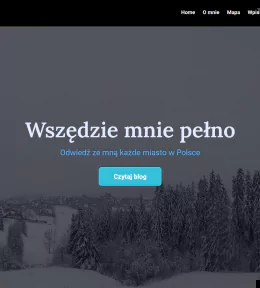 Home O mnie Mapa Wpis
Wszędzie mnie pełno
Odwiedź ze mną każde miasto w Polsce
Czytaj blog